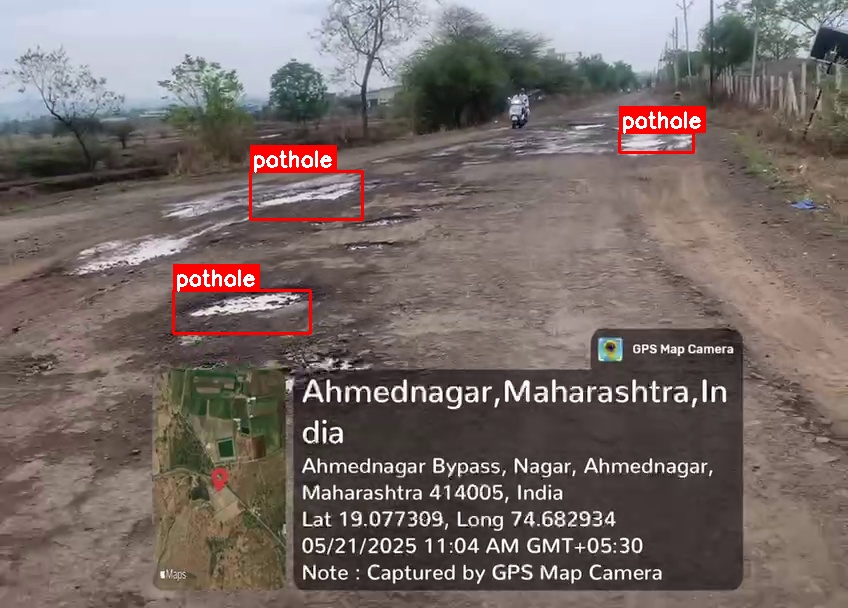 pothole
pothole
pothole
GPS Map Camera
Ahmednagar,Maharashtra,In
dia
Ahmednagar Bypass, Nagar, Ahmednagar,
Maharashtra 414005, India
Lat 19.077309, Long 74.682934
05/21/2025 11:04 AM GMT+05:30
Note : Captured by GPS Map Camera
Maps